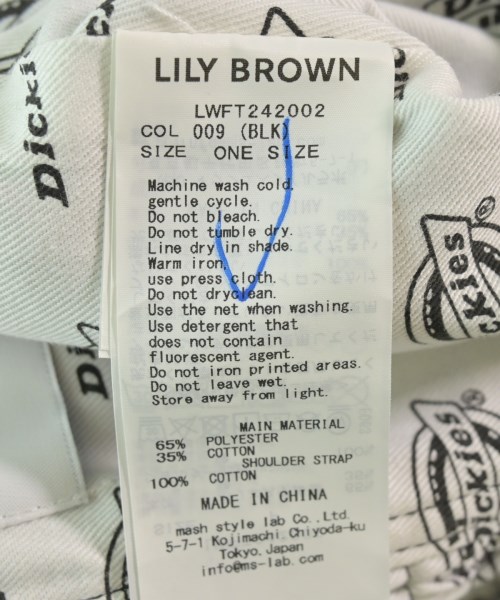 LILY BROWN
LWFT242002
COL 009 (BLK)
SIZE ONE SIZE
Machine wash cold,
gentle cycle.
Do not bleach.
Do not tumble dry.
Line dry in shade.
Warm iron,
use press cloth.
Do not dryclean.
Use the net when washing.
Use detergent that
does not contain
fluorescent agent.
Do not iron printed areas.
Do not leave wet.
Store away from light.
MAIN MATERIAL
65% POLYESTER
35% COTTON
SHOULDER STRAP
100% COTTON
MADE IN CHINA
mash style lab Co.,Ltd.
5-7-1 Kojimachi,Chiyoda-ku
Tokyo,Japan
info@ms-lab.com
Dicki
Di
ckies®
Dickies